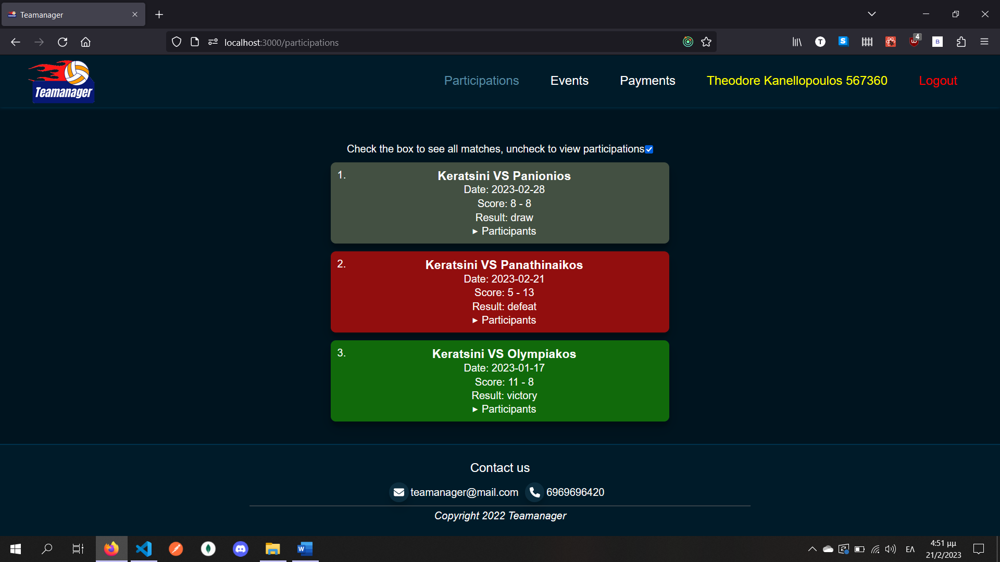 Teamanager
localhost:3000/participations
T
S
4
B
Teamanager
Participations
Events
Payments
Theodore Kanellopoulos 567360
Logout
Check the box to see all matches, uncheck to view participations
1.
Keratsini VS Panionios
Date: 2023-02-28
Score: 8 - 8
Result: draw
▸ Participants
2.
Keratsini VS Panathinaikos
Date: 2023-02-21
Score: 5 - 13
Result: defeat
▸ Participants
3.
Keratsini VS Olympiakos
Date: 2023-01-17
Score: 11 - 8
Result: victory
▸ Participants
Contact us
teamanager@mail.com
6969696420
Copyright 2022 Teamanager
W
ΕΛ
4:51 μμ
21/2/2023